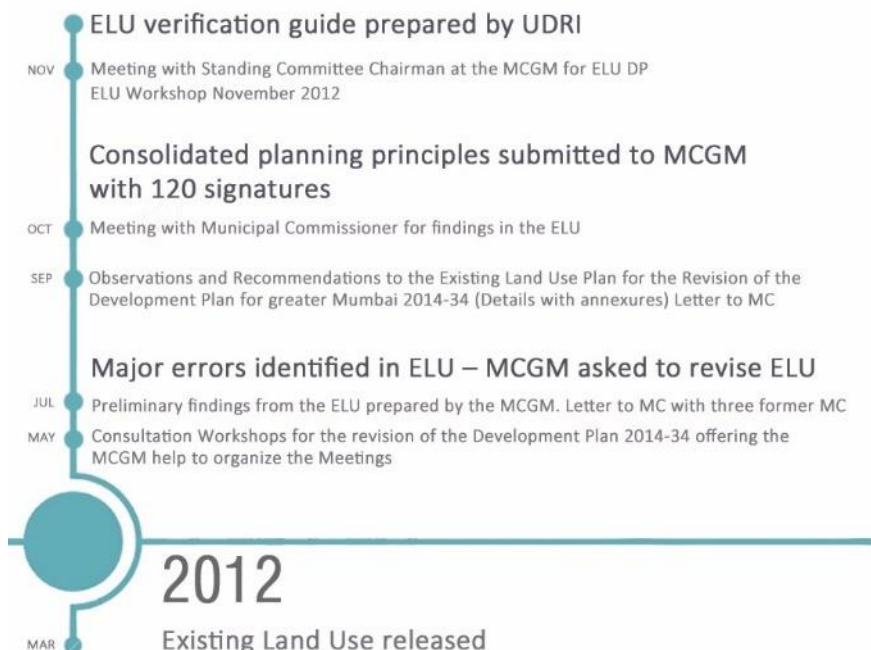 ELU verification guide prepared by UDRI
NOV
Meeting with Standing Committee Chairman at the MCGM for ELU DP
ELU Workshop November 2012
Consolidated planning principles submitted to MCGM
with 120 signatures
OCT
Meeting with Municipal Commissioner for findings in the ELU
SEP
Observations and Recommendations to the Existing Land Use Plan for the Revision of the
Development Plan for greater Mumbai 2014-34 (Details with annexures) Letter to MC
Major errors identified in ELU – MCGM asked to revise ELU
JUL
Preliminary findings from the ELU prepared by the MCGM. Letter to MC with three former MC
MAY
Consultation Workshops for the revision of the Development Plan 2014-34 offering the
MCGM help to organize the Meetings
2012
Existing Land Use released
MAR